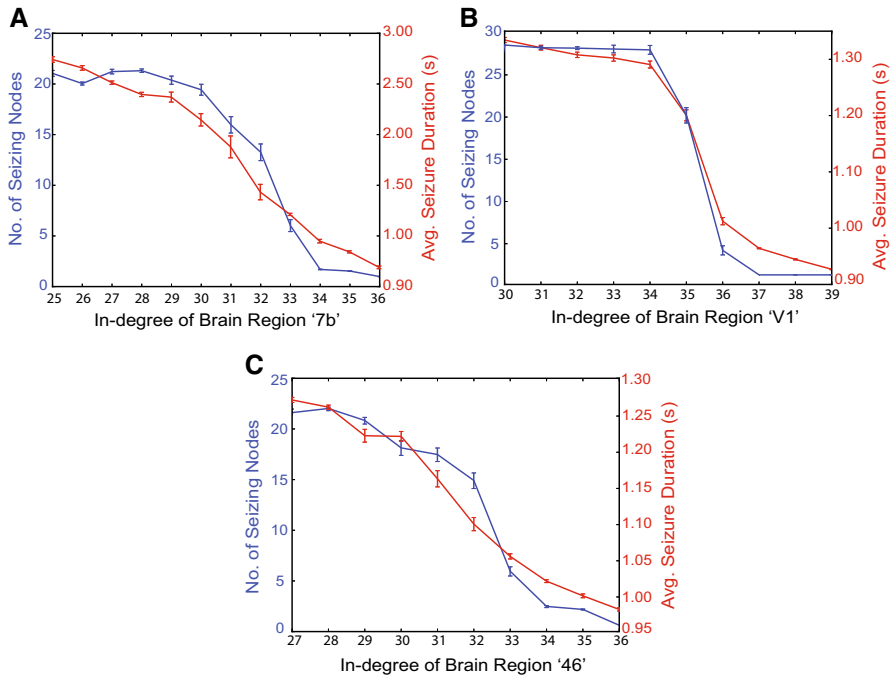 A
25
20
15
10
5
0
No. of Seizing Nodes
3.00
2.50
2.00
1.50
1.00
0.90
Avg. Seizure Duration (s)
25 26 27 28 29 30 31 32 33 34 35 36
In-degree of Brain Region ‘7b’
B
30
25
20
15
10
5
0
No. of Seizing Nodes
1.30
1.20
1.10
1.00
0.90
Avg. Seizure Duration (s)
30 31 32 33 34 35 36 37 38 39
In-degree of Brain Region ‘V1’
C
25
20
15
10
5
0
No. of Seizing Nodes
1.30
1.25
1.20
1.15
1.10
1.05
1.00
0.95
Avg. Seizure Duration (s)
27 28 29 30 31 32 33 34 35 36
In-degree of Brain Region ‘46’